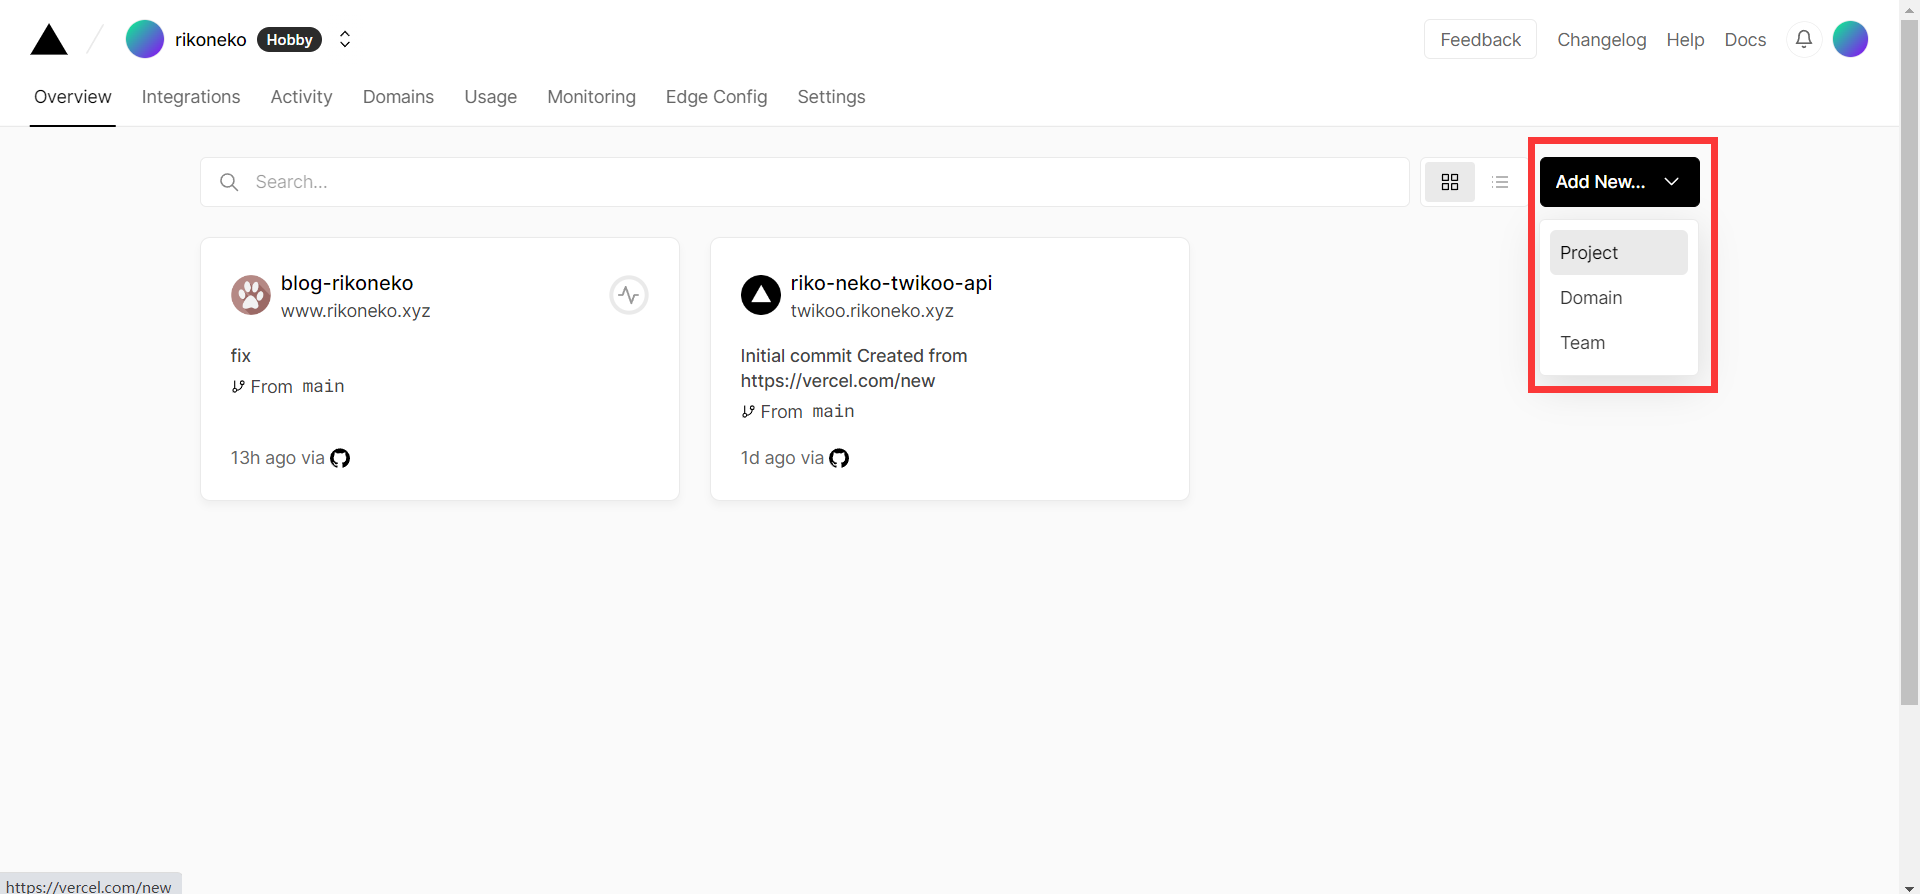 rikoneko Hobby
Feedback Changelog Help Docs
Overview Integrations Activity Domains Usage Monitoring Edge Config Settings
Search...
Add New...
Project
Domain
Team
blog-rikoneko
www.rikoneko.xyz
fix
From main
13h ago via
riko-neko-twikoo-api
twikoo.rikoneko.xyz
Initial commit Created from
https://vercel.com/new
From main
1d ago via
https://vercel.com/new